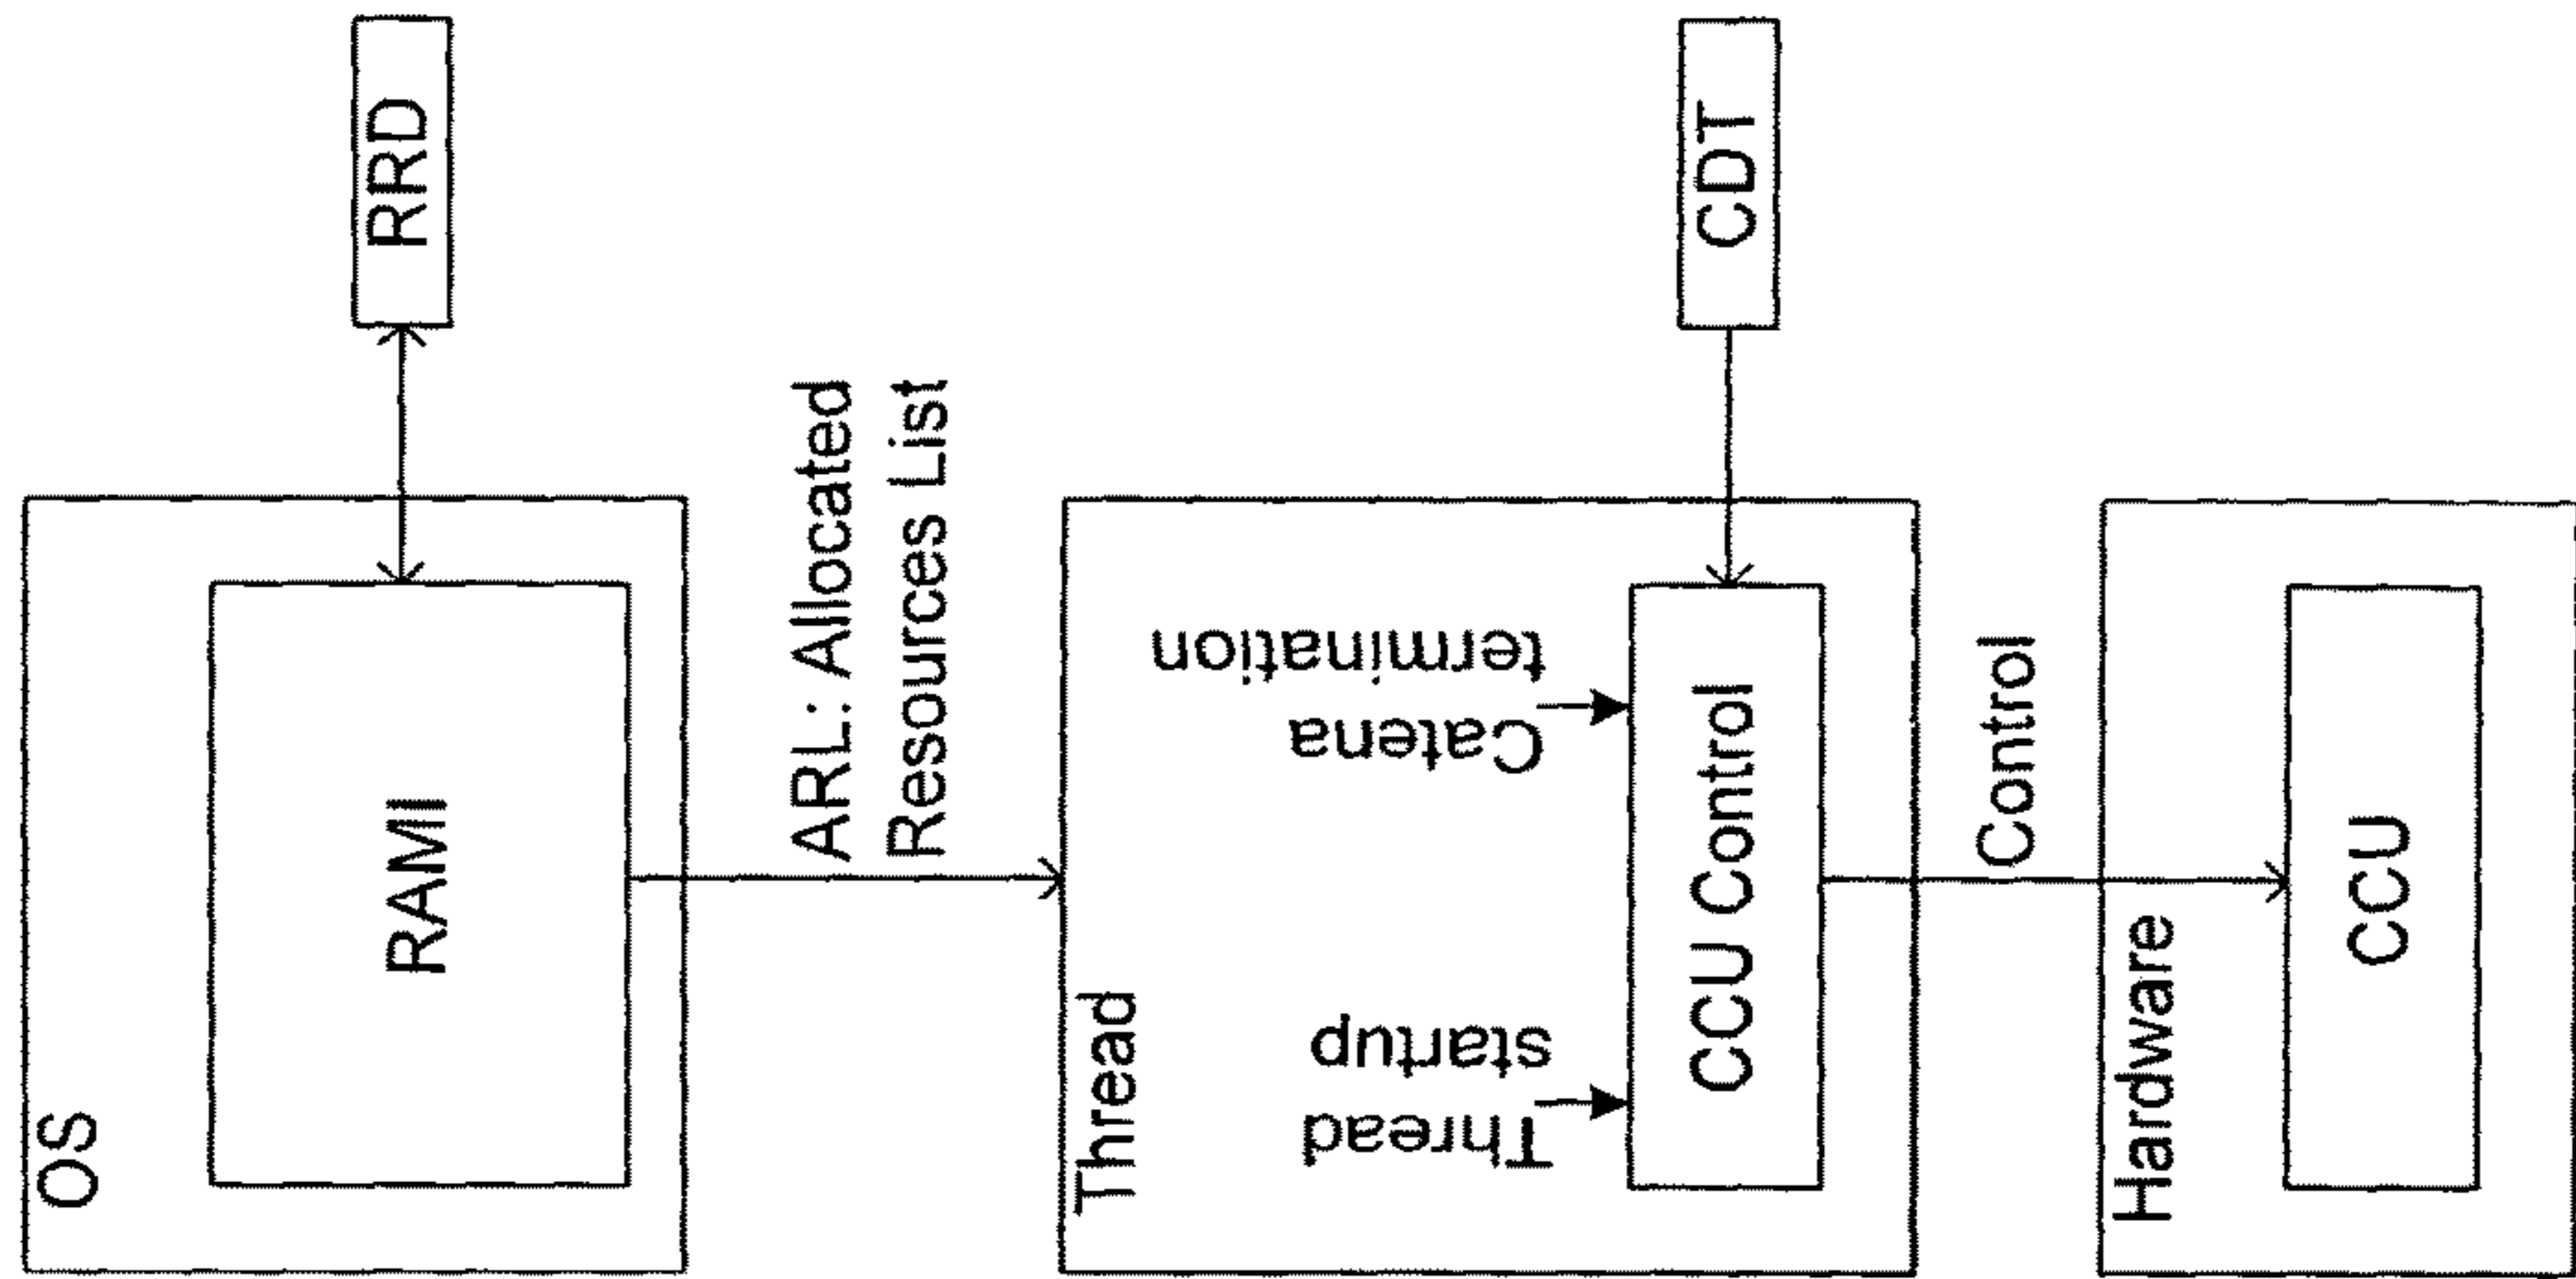 OS
RAMI
RRD
ARL: Allocated
Resources List
Thread
Thread
startup
Catena
termination
CCU Control
CDT
Control
Hardware
CCU